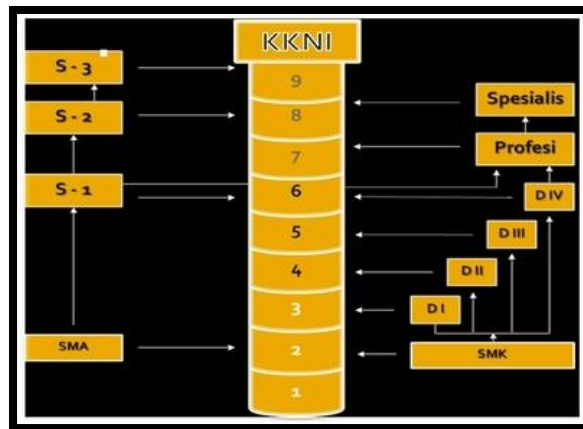 KKNI
S - 3
S - 2
S - 1
SMA
9
8
7
6
5
4
3
2
1
Spesialis
Profesi
D IV
D III
D II
D I
SMK